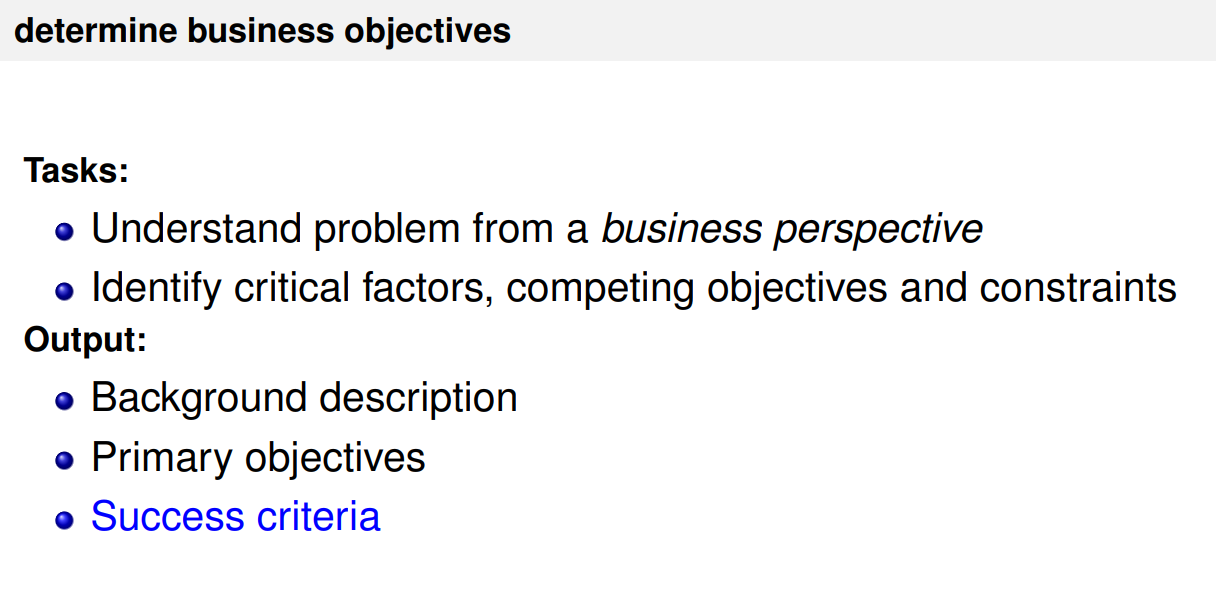 determine business objectives
Tasks:
Understand problem from a business perspective
Identify critical factors, competing objectives and constraints
Output:
Background description
Primary objectives
Success criteria